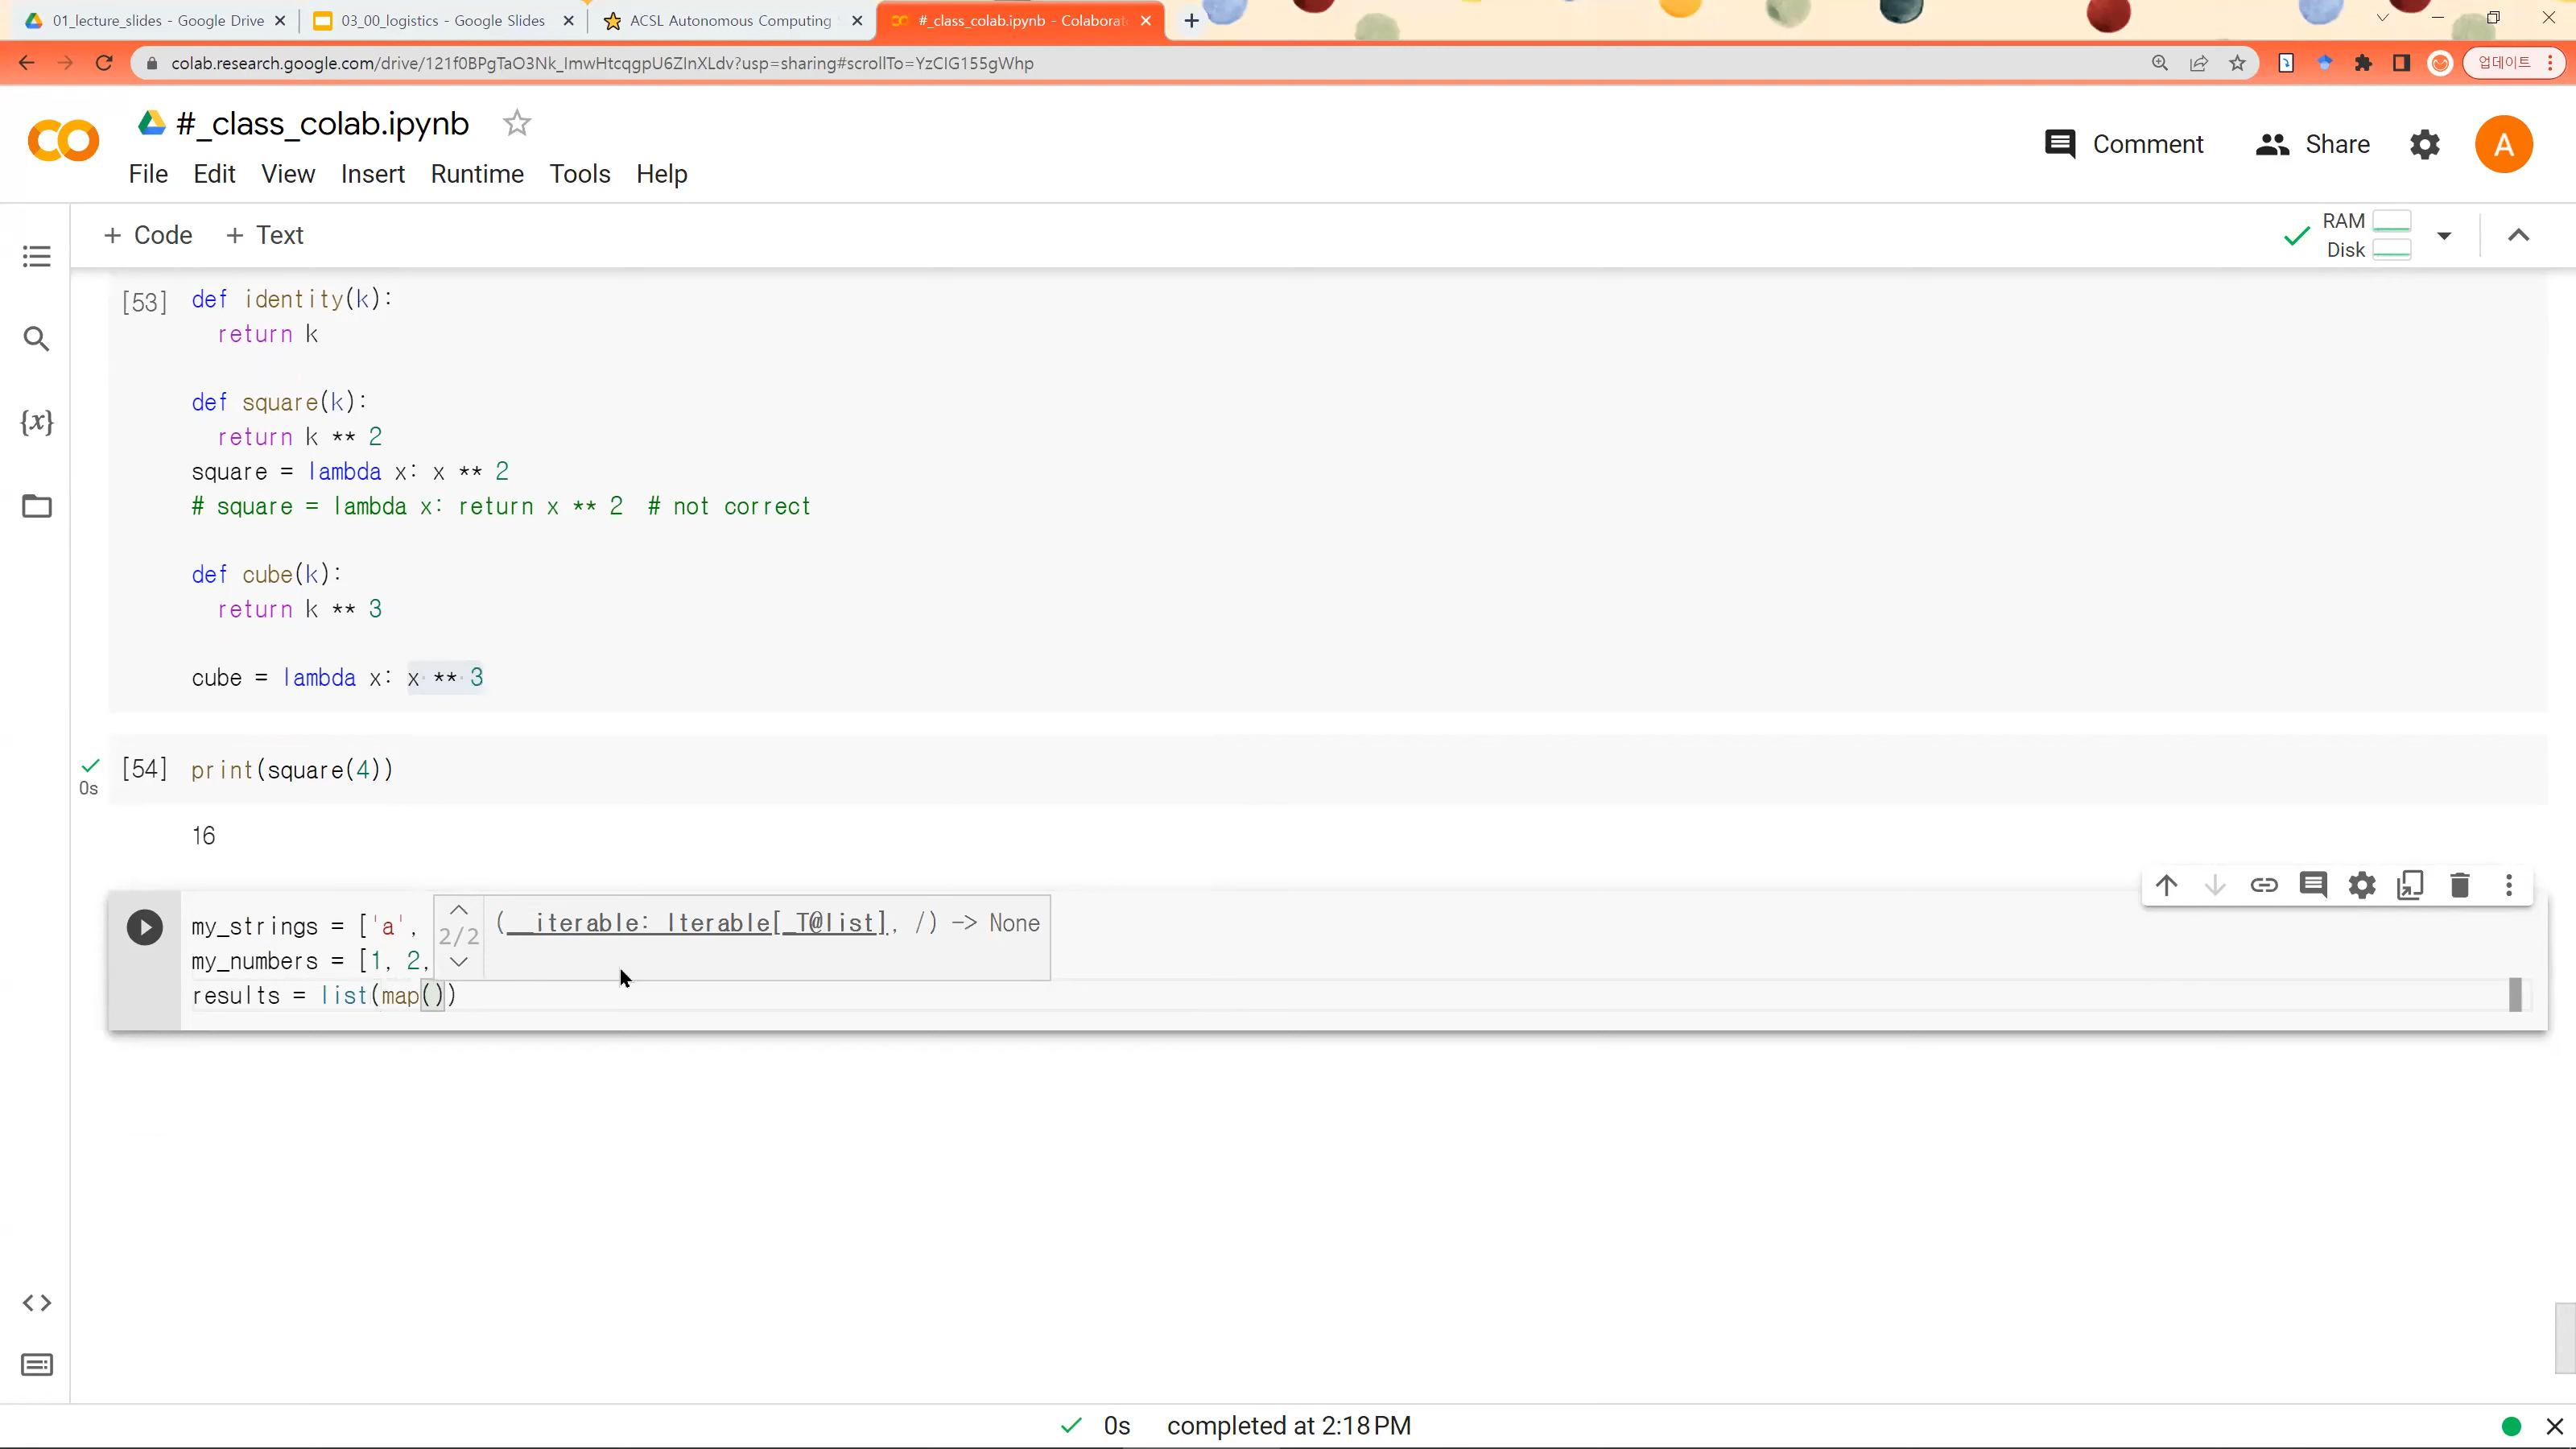 01_lecture_slides - Google Drive
03_00_logistics - Google Slides
ACSL Autonomous Computing
#_class_colab.ipynb - Colaborat
colab.research.google.com/drive/121f0BPgTaO3Nk_ImwHtcqgpU6ZInXLdv?usp=sharing#scrollTo=YzCIG155gWhp
업데이트
#_class_colab.ipynb
Comment
Share
A
File Edit View Insert Runtime Tools Help
+ Code + Text
RAM
Disk
{x}
[53] def identity(k):
return k
def square(k):
return k ** 2
square = lambda x: x ** 2
# square = lambda x: return x ** 2 # not correct
def cube(k):
return k ** 3
cube = lambda x: x ** 3
[54] print(square(4))
0s
16
my_strings = ['a',
my_numbers = [1, 2,
results = list(map())
2/2
(__iterable: Iterable[_T@list], /) -> None
0s completed at 2:18 PM